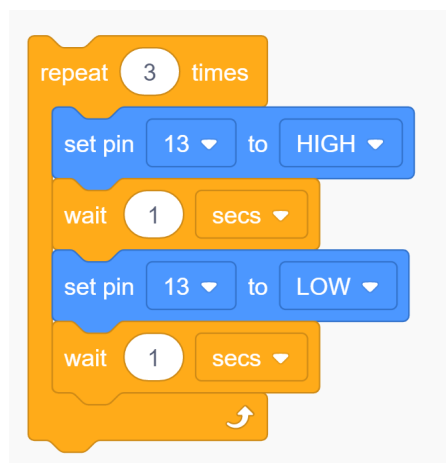 repeat 3 times
set pin 13 to HIGH
wait 1 secs
set pin 13 to LOW
wait 1 secs